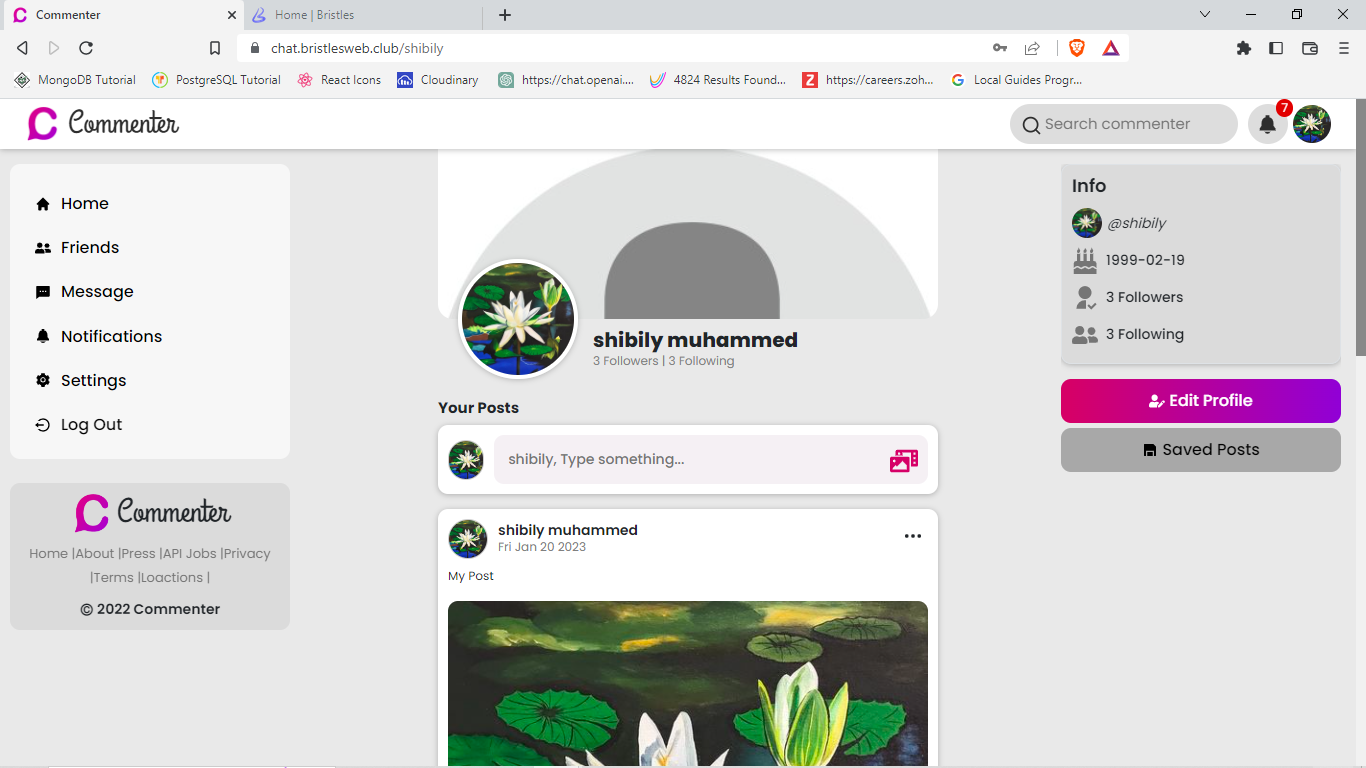 Commenter
Home | Bristles
chat.bristlesweb.club/shibily
MongoDB Tutorial
PostgreSQL Tutorial
React Icons
Cloudinary
https://chat.openai....
4824 Results Found...
https://careers.zoh...
Local Guides Progr...
Commenter
Search commenter
7
Home
Friends
Message
Notifications
Settings
Log Out
Commenter
Home |About |Press |API Jobs |Privacy
|Terms |Loactions |
© 2022 Commenter
shibily muhammed
3 Followers | 3 Following
Your Posts
shibily, Type something...
shibily muhammed
Fri Jan 20 2023
My Post
Info
@shibily
1999-02-19
3 Followers
3 Following
Edit Profile
Saved Posts